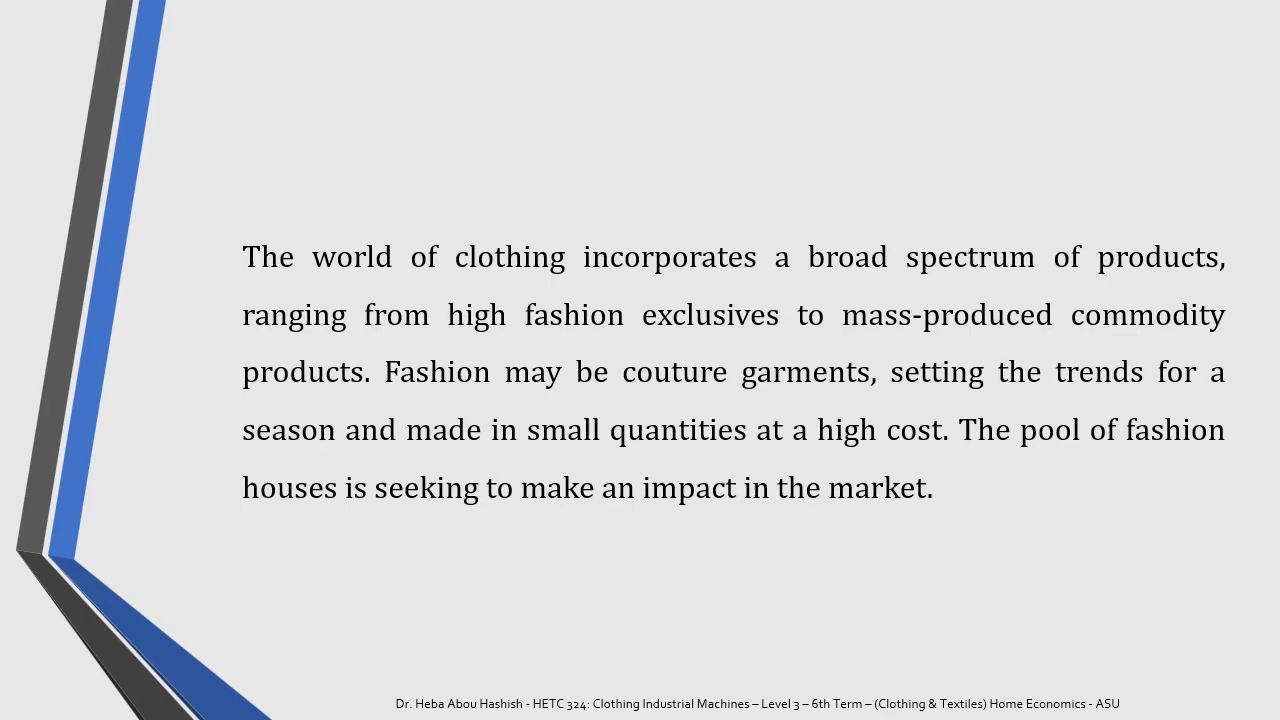 The world of clothing incorporates a broad spectrum of products,
ranging from high fashion exclusives to mass-produced commodity
products. Fashion may be couture garments, setting the trends for a
season and made in small quantities at a high cost. The pool of fashion
houses is seeking to make an impact in the market.
Dr. Heba Abou Hashish - HETC 324: Clothing Industrial Machines – Level 3 – 6th Term – (Clothing & Textiles) Home Economics - ASU